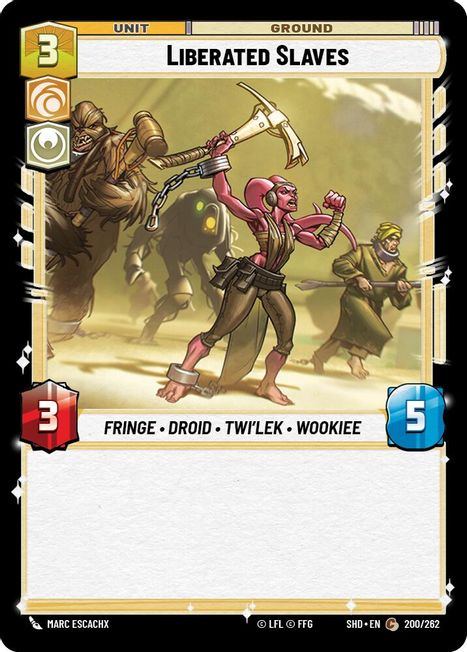 UNIT GROUND
3 LIBERATED SLAVES
3 FRINGE • DROID • TWI'LEK • WOOKIEE 5
MARC ESCACHX © LFL © FFG SHD • EN C 200/262